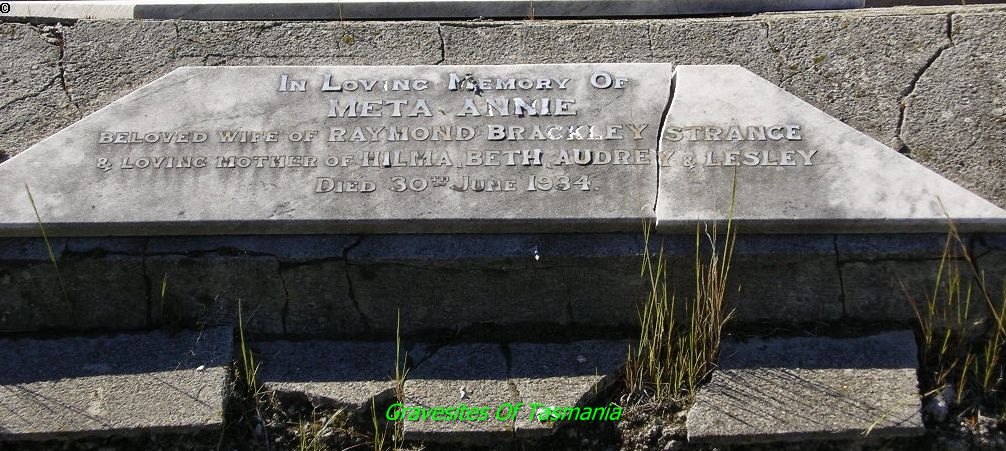 ©
In Loving Memory Of
META ANNIE
BELOVED WIFE OF RAYMOND BRACKLEY STRANCE
& LOVING MOTHER OF HILMA, BETH, AUDREY & LESLEY
Died 30TH June 1934.
Gravesites Of Tasmania